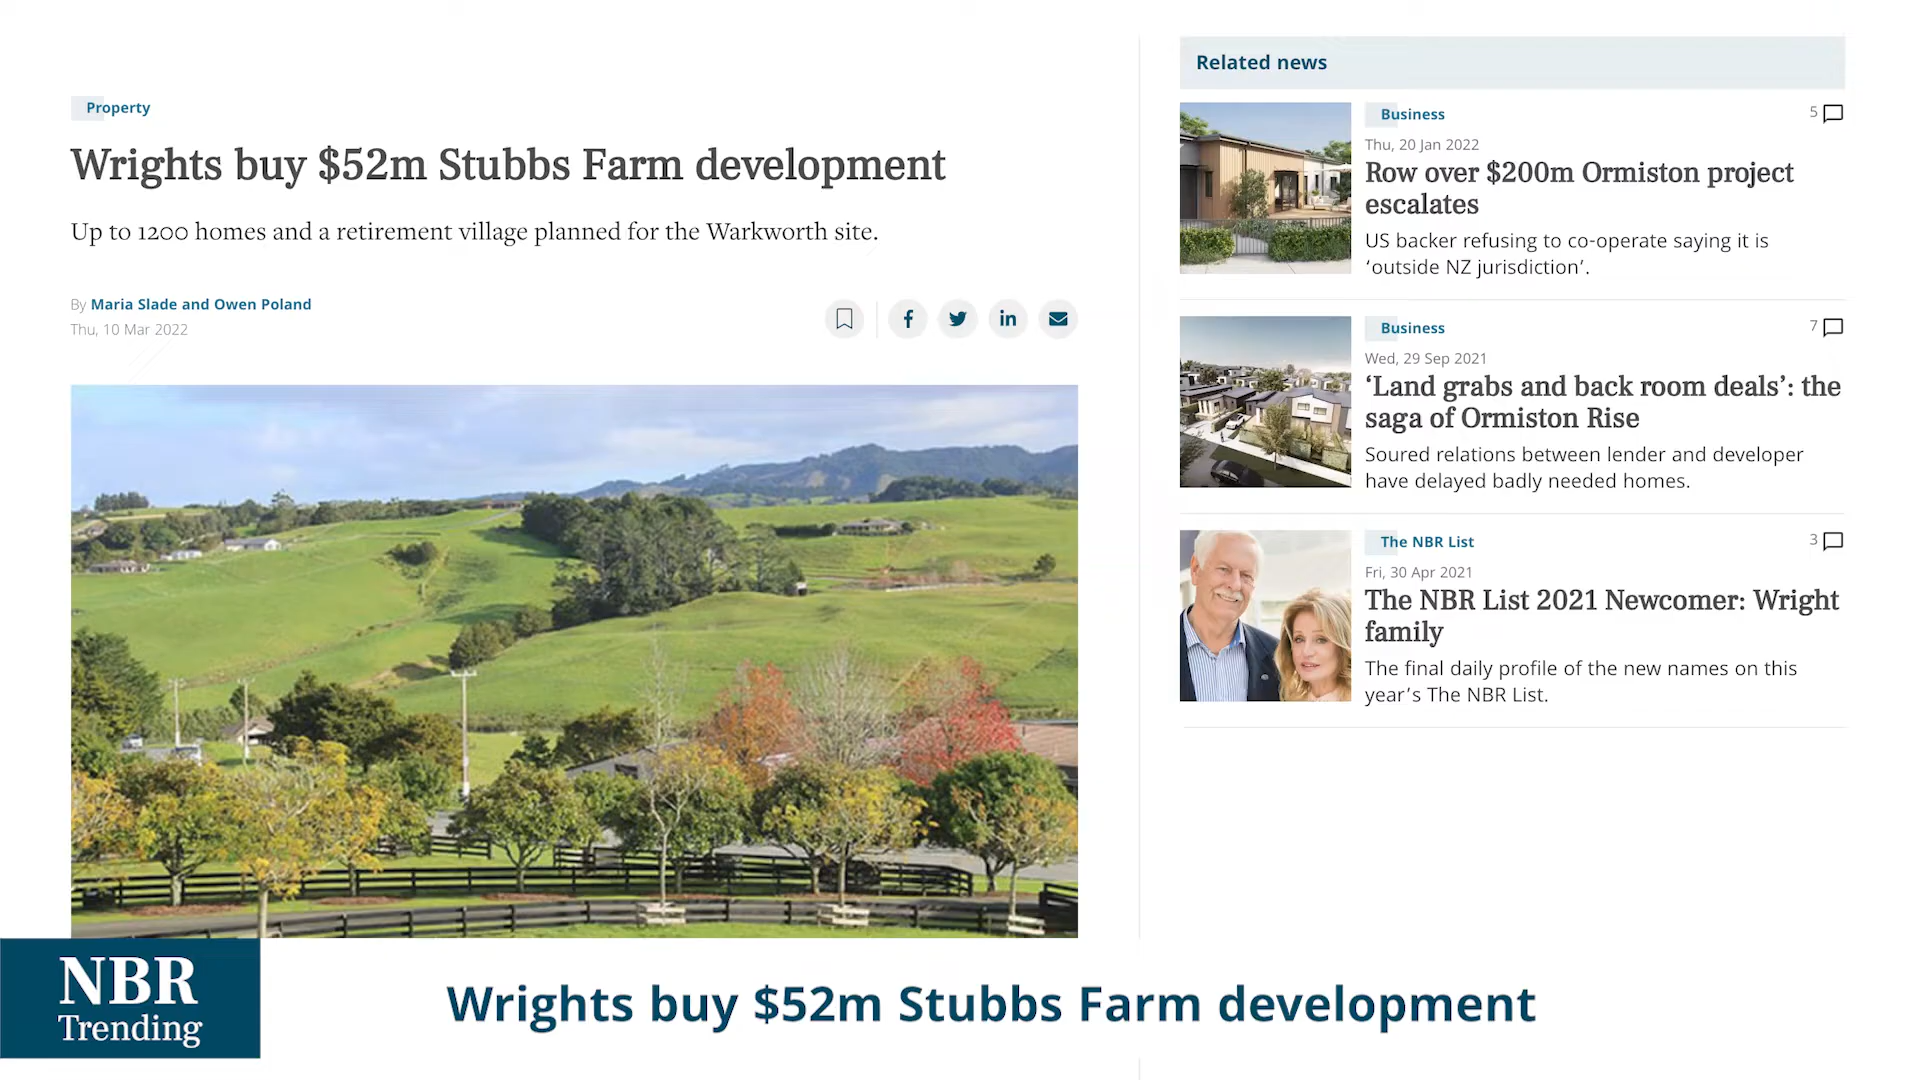 Property
Wrights buy $52m Stubbs Farm development
Up to 1200 homes and a retirement village planned for the Warkworth site.
By Maria Slade and Owen Poland
Thu, 10 Mar 2022
Related news
Business
5
Thu, 20 Jan 2022
Row over $200m Ormiston project
escalates
US backer refusing to co-operate saying it is
‘outside NZ jurisdiction’.
Business
7
Wed, 29 Sep 2021
‘Land grabs and back room deals’: the
saga of Ormiston Rise
Soured relations between lender and developer
have delayed badly needed homes.
The NBR List
3
Fri, 30 Apr 2021
The NBR List 2021 Newcomer: Wright
family
The final daily profile of the new names on this
year’s The NBR List.
NBR
Trending
Wrights buy $52m Stubbs Farm development